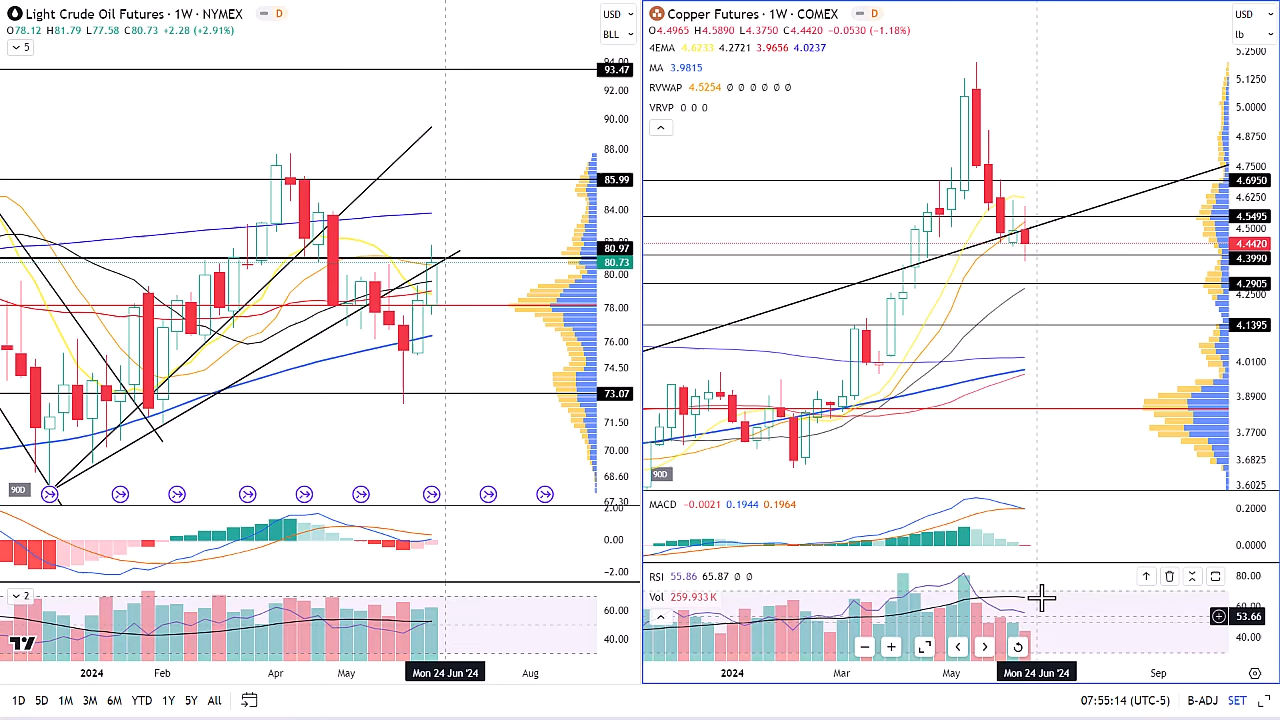 Light Crude Oil Futures · 1W · NYMEX
D
O78.12 H81.79 L77.58 C80.73 +2.28 (+2.91%)
5
USD
BLL
94.00
93.47
92.00
90.00
88.00
85.99
84.00
80.97
80.73
80.00
78.00
76.00
74.50
73.07
71.50
70.00
68.60
67.30
90D
2.00
0.00
−2.00
2
60.00
40.00
2024
Feb
Apr
May
Mon 24 Jun '24
Aug
Copper Futures · 1W · COMEX
D
O4.4965 H4.5890 L4.3750 C4.4420 −0.0530 (−1.18%)
4EMA 4.6233 4.2721 3.9656 4.0237
MA 3.9815
RVWAP 4.5254 ∅ ∅ ∅ ∅ ∅ ∅
VRVP 0 0 0
USD
lb
5.2500
5.1250
5.0000
4.8750
4.7500
4.6950
4.6250
4.5495
4.5000
4.4420
4.3990
4.2905
4.2500
4.1395
4.0100
3.8900
3.7700
3.6825
3.6025
90D
MACD −0.0021 0.1944 0.1964
0.2000
0.0000
RSI 55.86 65.87 ∅ ∅
Vol 259.933 K
80.00
60.00
53.66
40.00
2024
Mar
May
Mon 24 Jun '24
Sep
1D 5D 1M 3M 6M YTD 1Y 5Y All
07:55:14 (UTC-5) B-ADJ SET